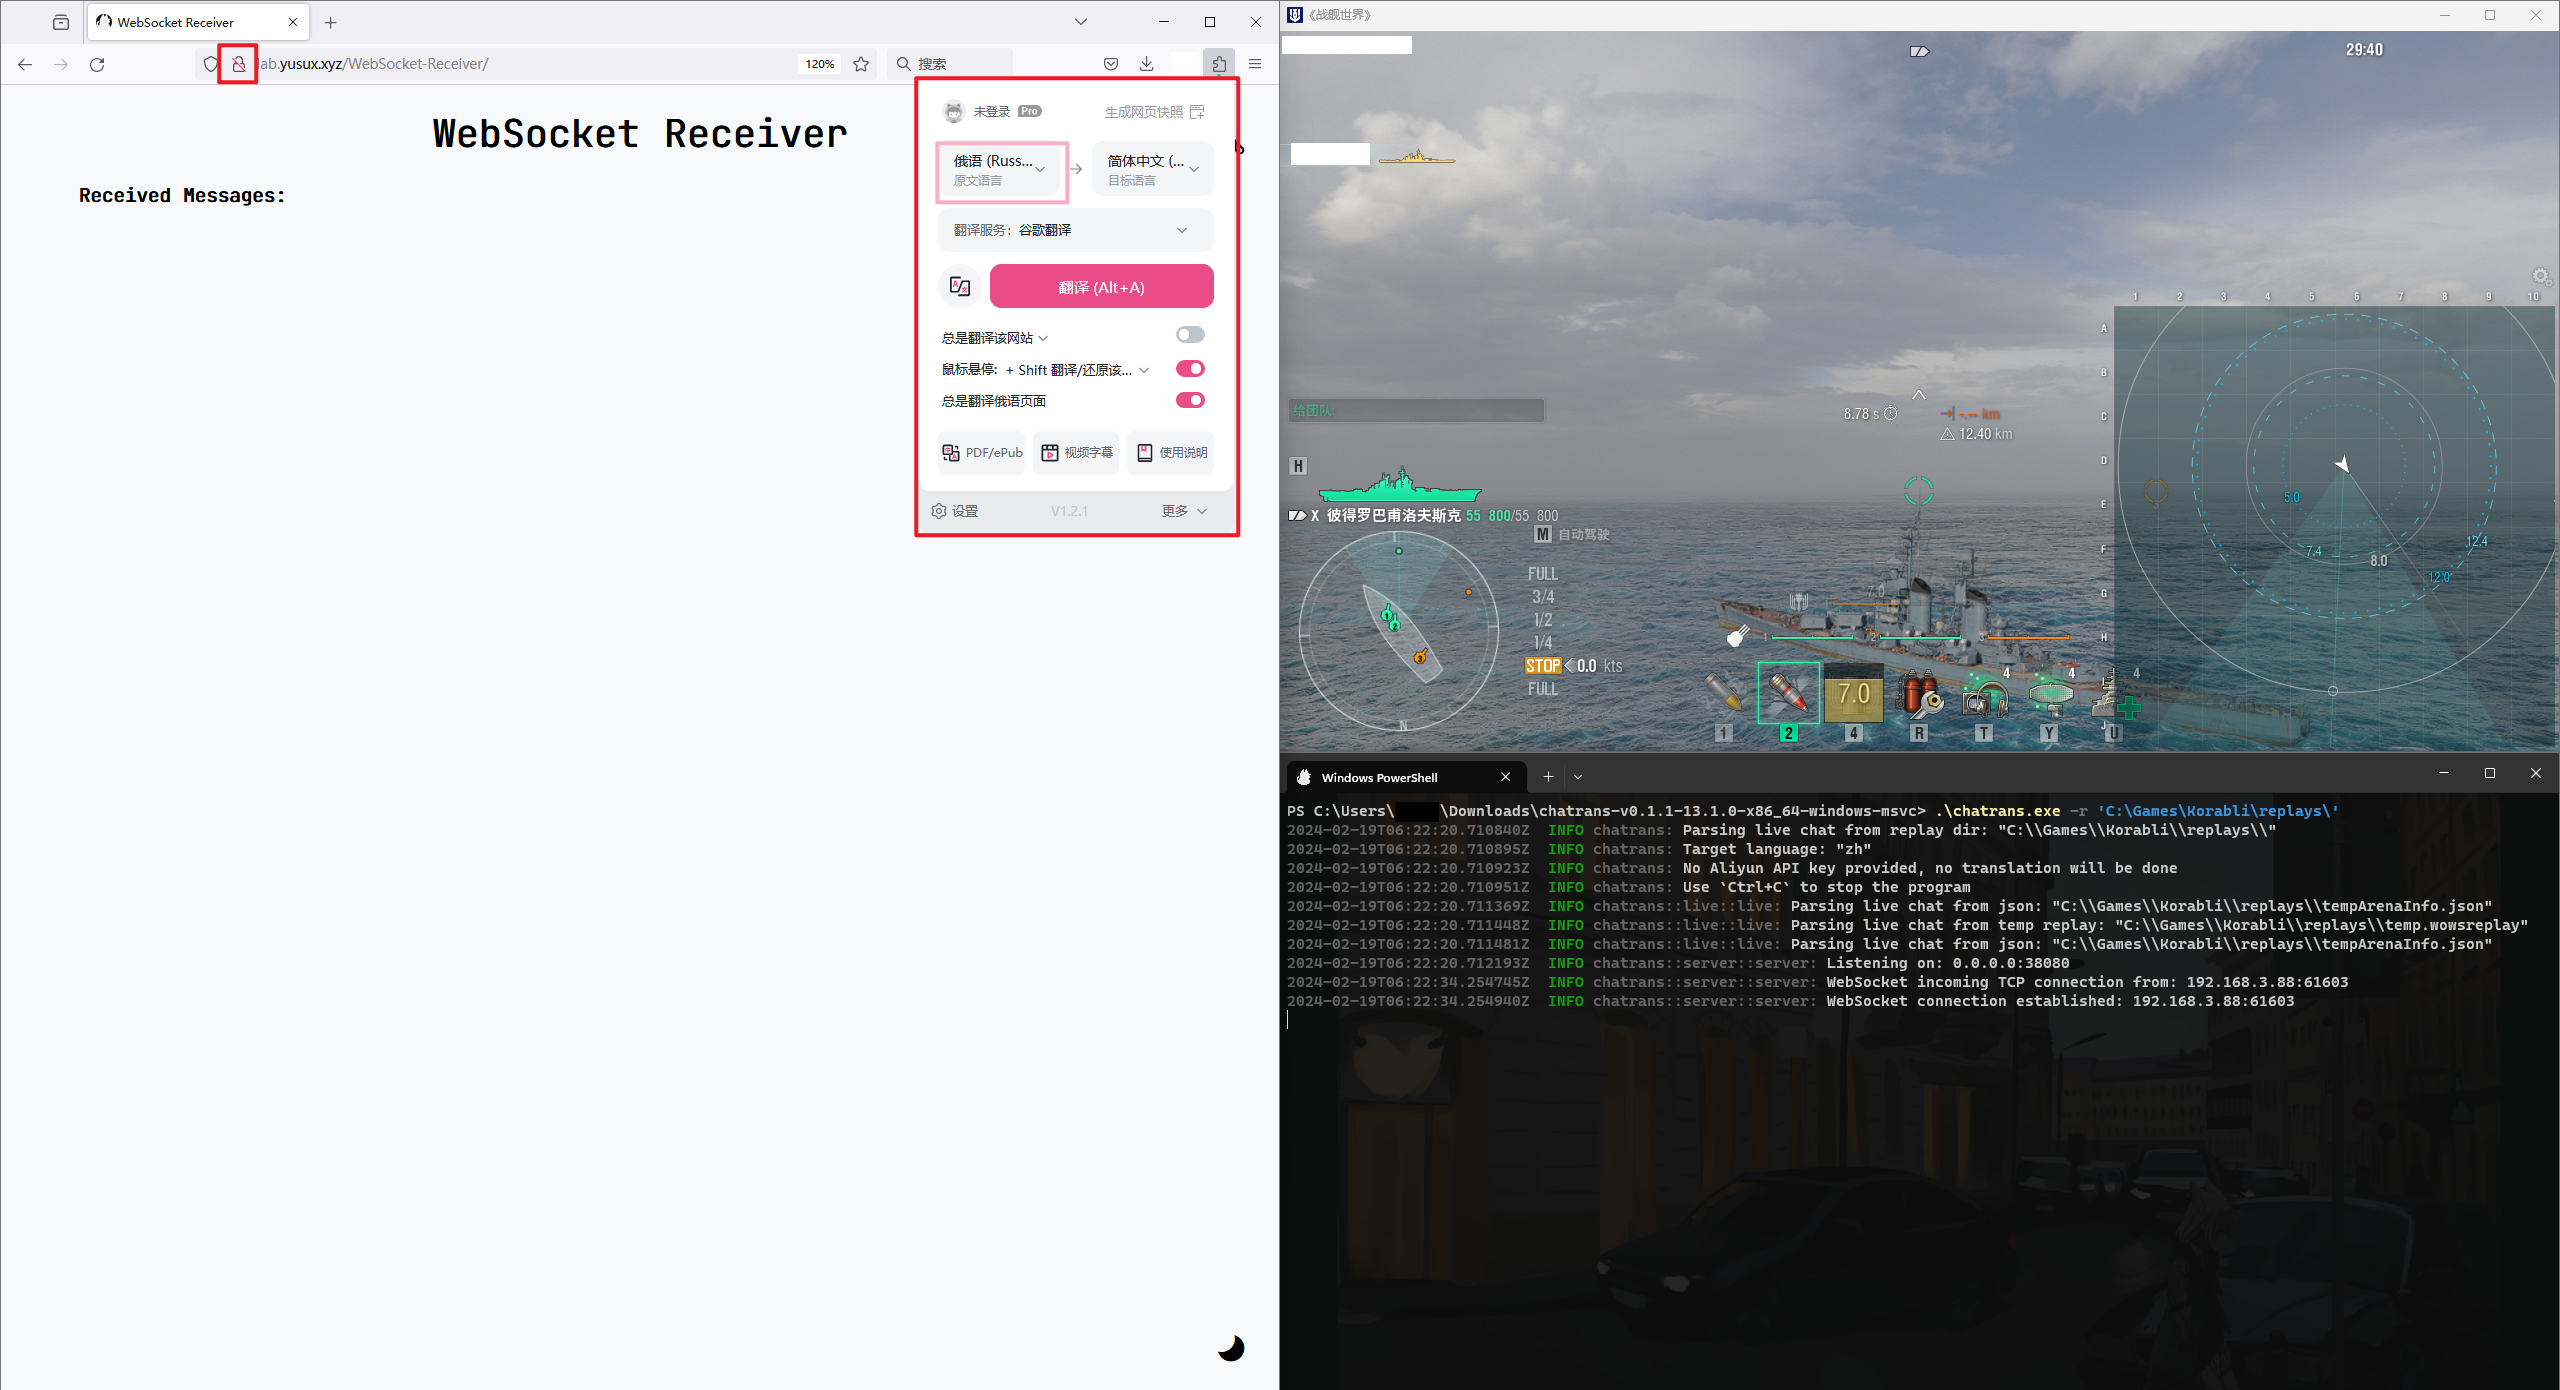 WebSocket Receiver
ab.yusux.xyz/WebSocket-Receiver/
120%
搜索
WebSocket Receiver
Received Messages:
未登录 Pro
生成网页快照
俄语 (Russ...
原文语言
简体中文 (...
目标语言
翻译服务: 谷歌翻译
翻译 (Alt+A)
总是翻译该网站
鼠标悬停: + Shift 翻译/还原该...
总是翻译俄语页面
PDF/ePub
视频字幕
使用说明
设置
V1.2.1
更多
《战舰世界》
29:40
给团队:
8.78 s
-.-- km
12.40 km
H
X 彼得罗巴甫洛夫斯克 55 800/55 800
M 自动驾驶
FULL
3/4
1/2
1/4
STOP 0.0 kts
FULL
N
1
2
3
7.0
1 2 3
7.0
4 4 4
1 2 4 R T Y U
1 2 3 4 5 6 7 8 9 10
A
B
C
D
E
F
G
H
J
5.0
7.4
8.0
12.4
12.0
Windows PowerShell
PS C:\Users\ \Downloads\chatrans-v0.1.1-13.1.0-x86_64-windows-msvc> .\chatrans.exe -r 'C:\Games\Korabli\replays\'
2024-02-19T06:22:20.710840Z INFO chatrans: Parsing live chat from replay dir: "C:\\Games\\Korabli\\replays\\"
2024-02-19T06:22:20.710895Z INFO chatrans: Target language: "zh"
2024-02-19T06:22:20.710923Z INFO chatrans: No Aliyun API key provided, no translation will be done
2024-02-19T06:22:20.710951Z INFO chatrans: Use `Ctrl+C` to stop the program
2024-02-19T06:22:20.711369Z INFO chatrans::live::live: Parsing live chat from json: "C:\\Games\\Korabli\\replays\\tempArenaInfo.json"
2024-02-19T06:22:20.711448Z INFO chatrans::live::live: Parsing live chat from temp replay: "C:\\Games\\Korabli\\replays\\temp.wowsreplay"
2024-02-19T06:22:20.711481Z INFO chatrans::live::live: Parsing live chat from json: "C:\\Games\\Korabli\\replays\\tempArenaInfo.json"
2024-02-19T06:22:20.712193Z INFO chatrans::server::server: Listening on: 0.0.0.0:38080
2024-02-19T06:22:34.254745Z INFO chatrans::server::server: WebSocket incoming TCP connection from: 192.168.3.88:61603
2024-02-19T06:22:34.254940Z INFO chatrans::server::server: WebSocket connection established: 192.168.3.88:61603